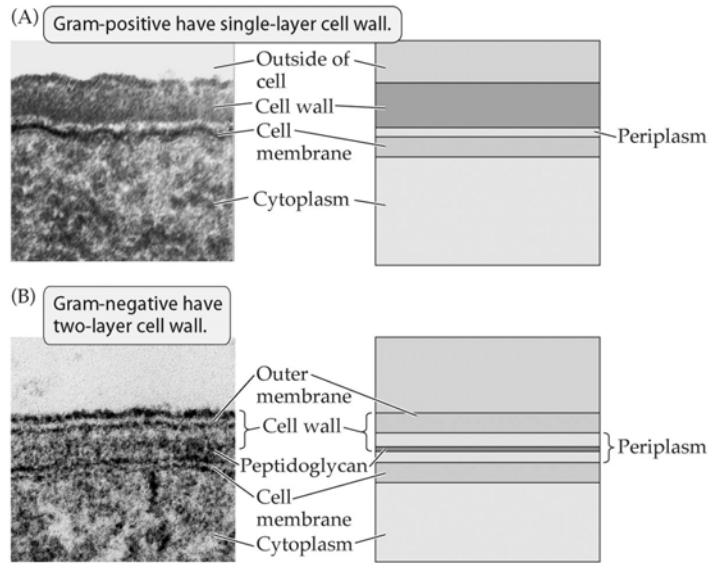 (A)
Gram-positive have single-layer cell wall.
Outside of
cell
Cell wall
Cell
membrane
Periplasm
Cytoplasm
(B)
Gram-negative have
two-layer cell wall.
Outer
membrane
Cell wall
Periplasm
Peptidoglycan
Cell
membrane
Cytoplasm